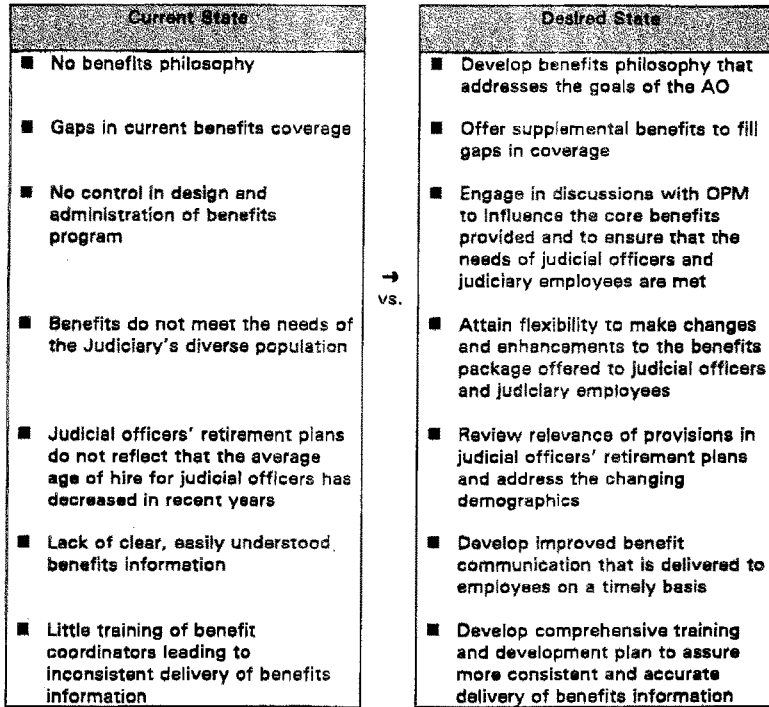 Current State
■ No benefits philosophy
■ Gaps in current benefits coverage
■ No control in design and
administration of benefits
program
■ Benefits do not meet the needs of
the Judiciary's diverse population
■ Judicial officers' retirement plans
do not reflect that the average
age of hire for judicial officers has
decreased in recent years
■ Lack of clear, easily understood
benefits information
■ Little training of benefit
coordinators leading to
inconsistent delivery of benefits
information
→
vs.
Desired State
■ Develop benefits philosophy that
addresses the goals of the AO
■ Offer supplemental benefits to fill
gaps in coverage
■ Engage in discussions with OPM
to influence the core benefits
provided and to ensure that the
needs of judicial officers and
judiciary employees are met
■ Attain flexibility to make changes
and enhancements to the benefits
package offered to judicial officers
and judiciary employees
■ Review relevance of provisions in
judicial officers' retirement plans
and address the changing
demographics
■ Develop improved benefit
communication that is delivered to
employees on a timely basis
■ Develop comprehensive training
and development plan to assure
more consistent and accurate
delivery of benefits information